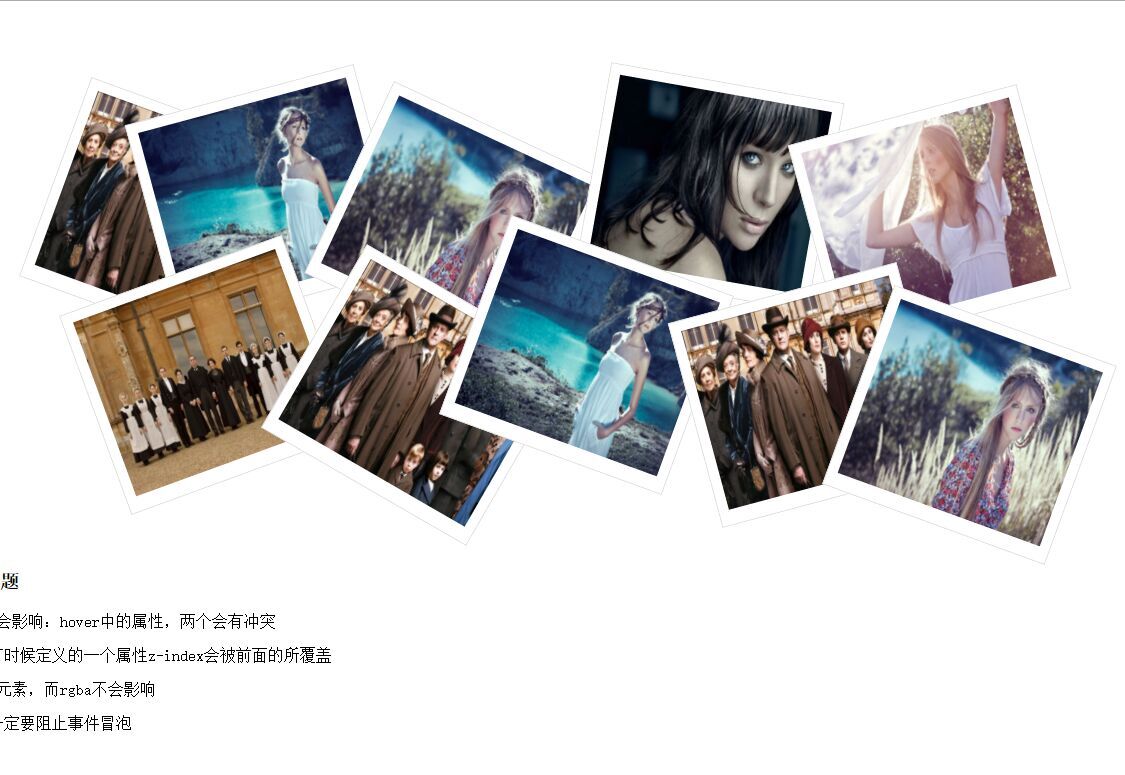 题
会影响：hover中的属性，两个会有冲突
时候定义的一个属性z-index会被前面的所覆盖
元素，而rgba不会影响
一定要阻止事件冒泡